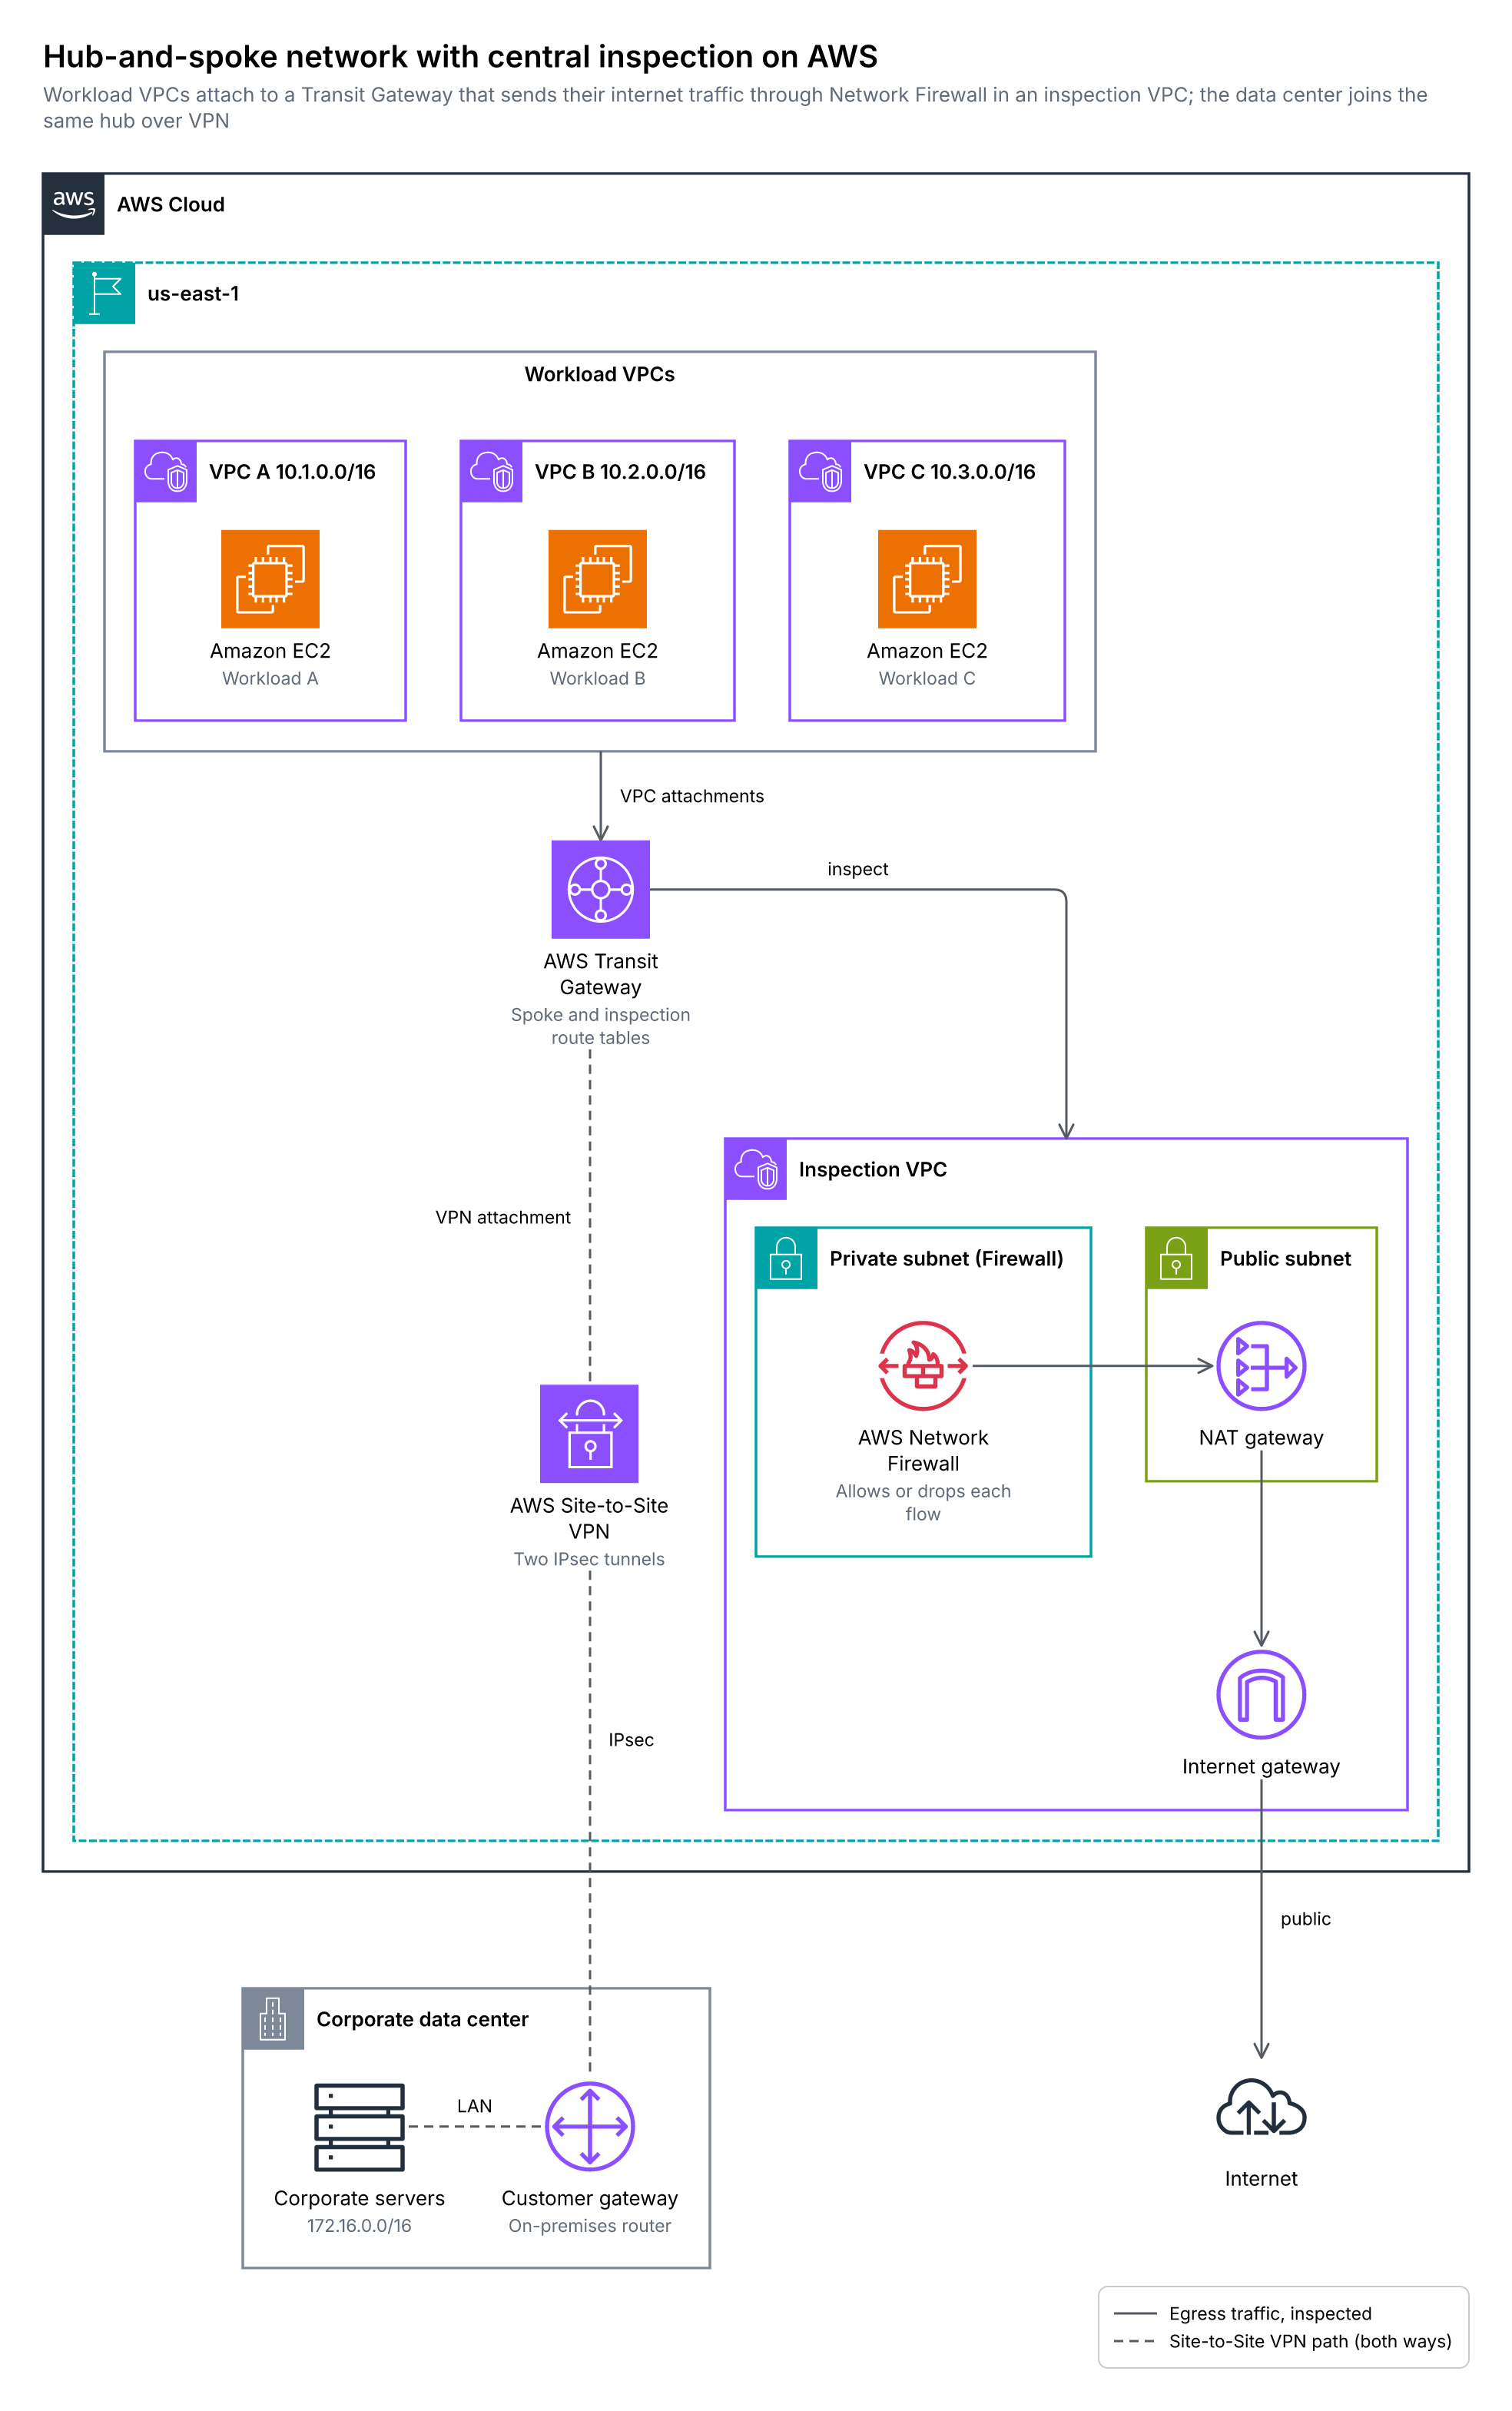 Hub-and-spoke network with central inspection on AWS
Workload VPCs attach to a Transit Gateway that sends their internet traffic through Network Firewall in an inspection VPC; the data center joins the
same hub over VPN
aws
AWS Cloud
us-east-1
Workload VPCs
VPC A 10.1.0.0/16
VPC B 10.2.0.0/16
VPC C 10.3.0.0/16
Amazon EC2
Workload A
Amazon EC2
Workload B
Amazon EC2
Workload C
VPC attachments
inspect
AWS Transit
Gateway
Spoke and inspection
route tables
VPN attachment
Inspection VPC
Private subnet (Firewall)
Public subnet
AWS Network
Firewall
Allows or drops each
flow
NAT gateway
AWS Site-to-Site
VPN
Two IPsec tunnels
IPsec
Internet gateway
public
Corporate data center
LAN
Corporate servers
172.16.0.0/16
Customer gateway
On-premises router
Internet
Egress traffic, inspected
Site-to-Site VPN path (both ways)